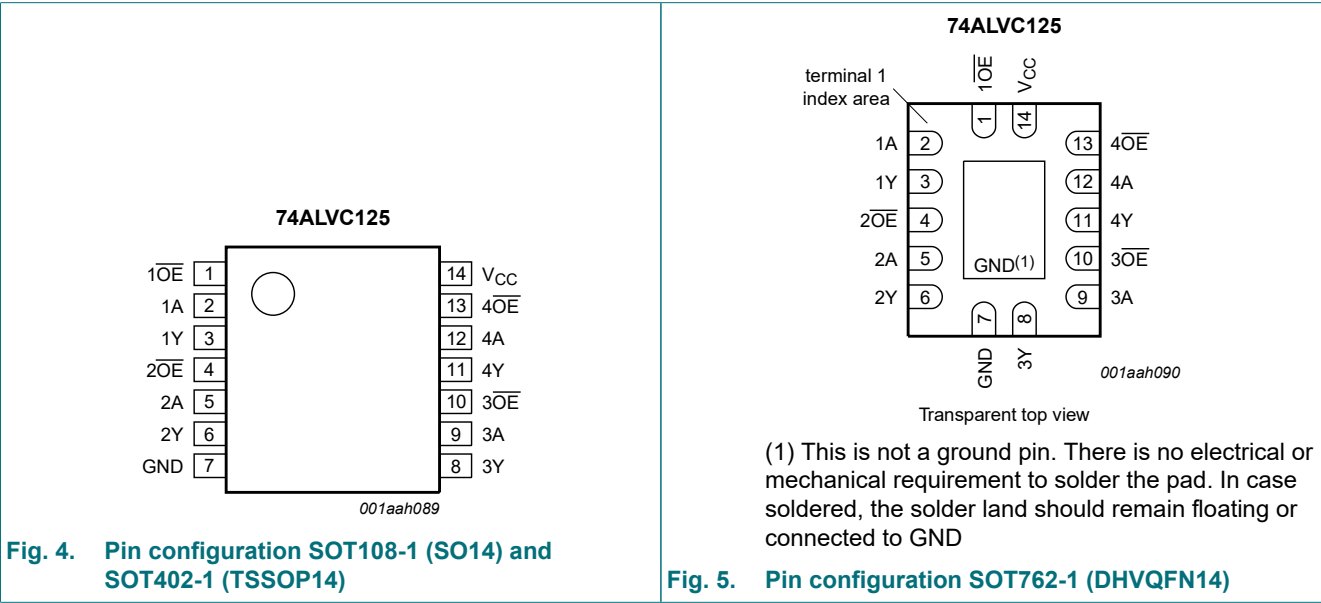 74ALVC125
1OE 1
1A 2
1Y 3
2OE 4
2A 5
2Y 6
GND 7
14 VCC
13 4OE
12 4A
11 4Y
10 3OE
9 3A
8 3Y
001aah089
Fig. 4. Pin configuration SOT108-1 (SO14) and
SOT402-1 (TSSOP14)
74ALVC125
terminal 1
index area
1OE
VCC
1
14
1A 2
1Y 3
2OE 4
2A 5
2Y 6
13 4OE
12 4A
11 4Y
10 3OE
9 3A
GND(1)
7
8
GND
3Y
001aah090
Transparent top view
(1) This is not a ground pin. There is no electrical or
mechanical requirement to solder the pad. In case
soldered, the solder land should remain floating or
connected to GND
Fig. 5. Pin configuration SOT762-1 (DHVQFN14)